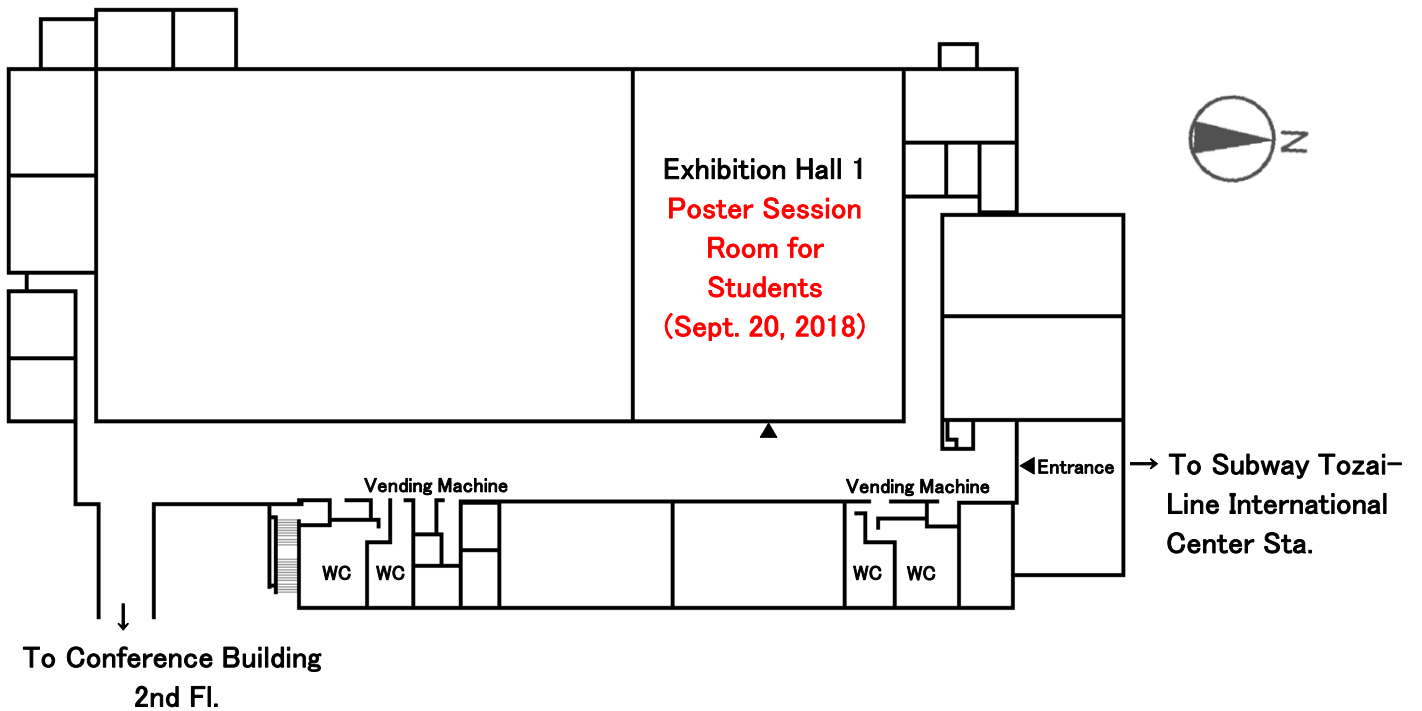 N
Exhibition Hall 1
Poster Session
Room for
Students
(Sept. 20, 2018)
Entrance
To Subway Tozai-
Line International
Center Sta.
Vending Machine
Vending Machine
WC
WC
WC
WC
To Conference Building
2nd Fl.